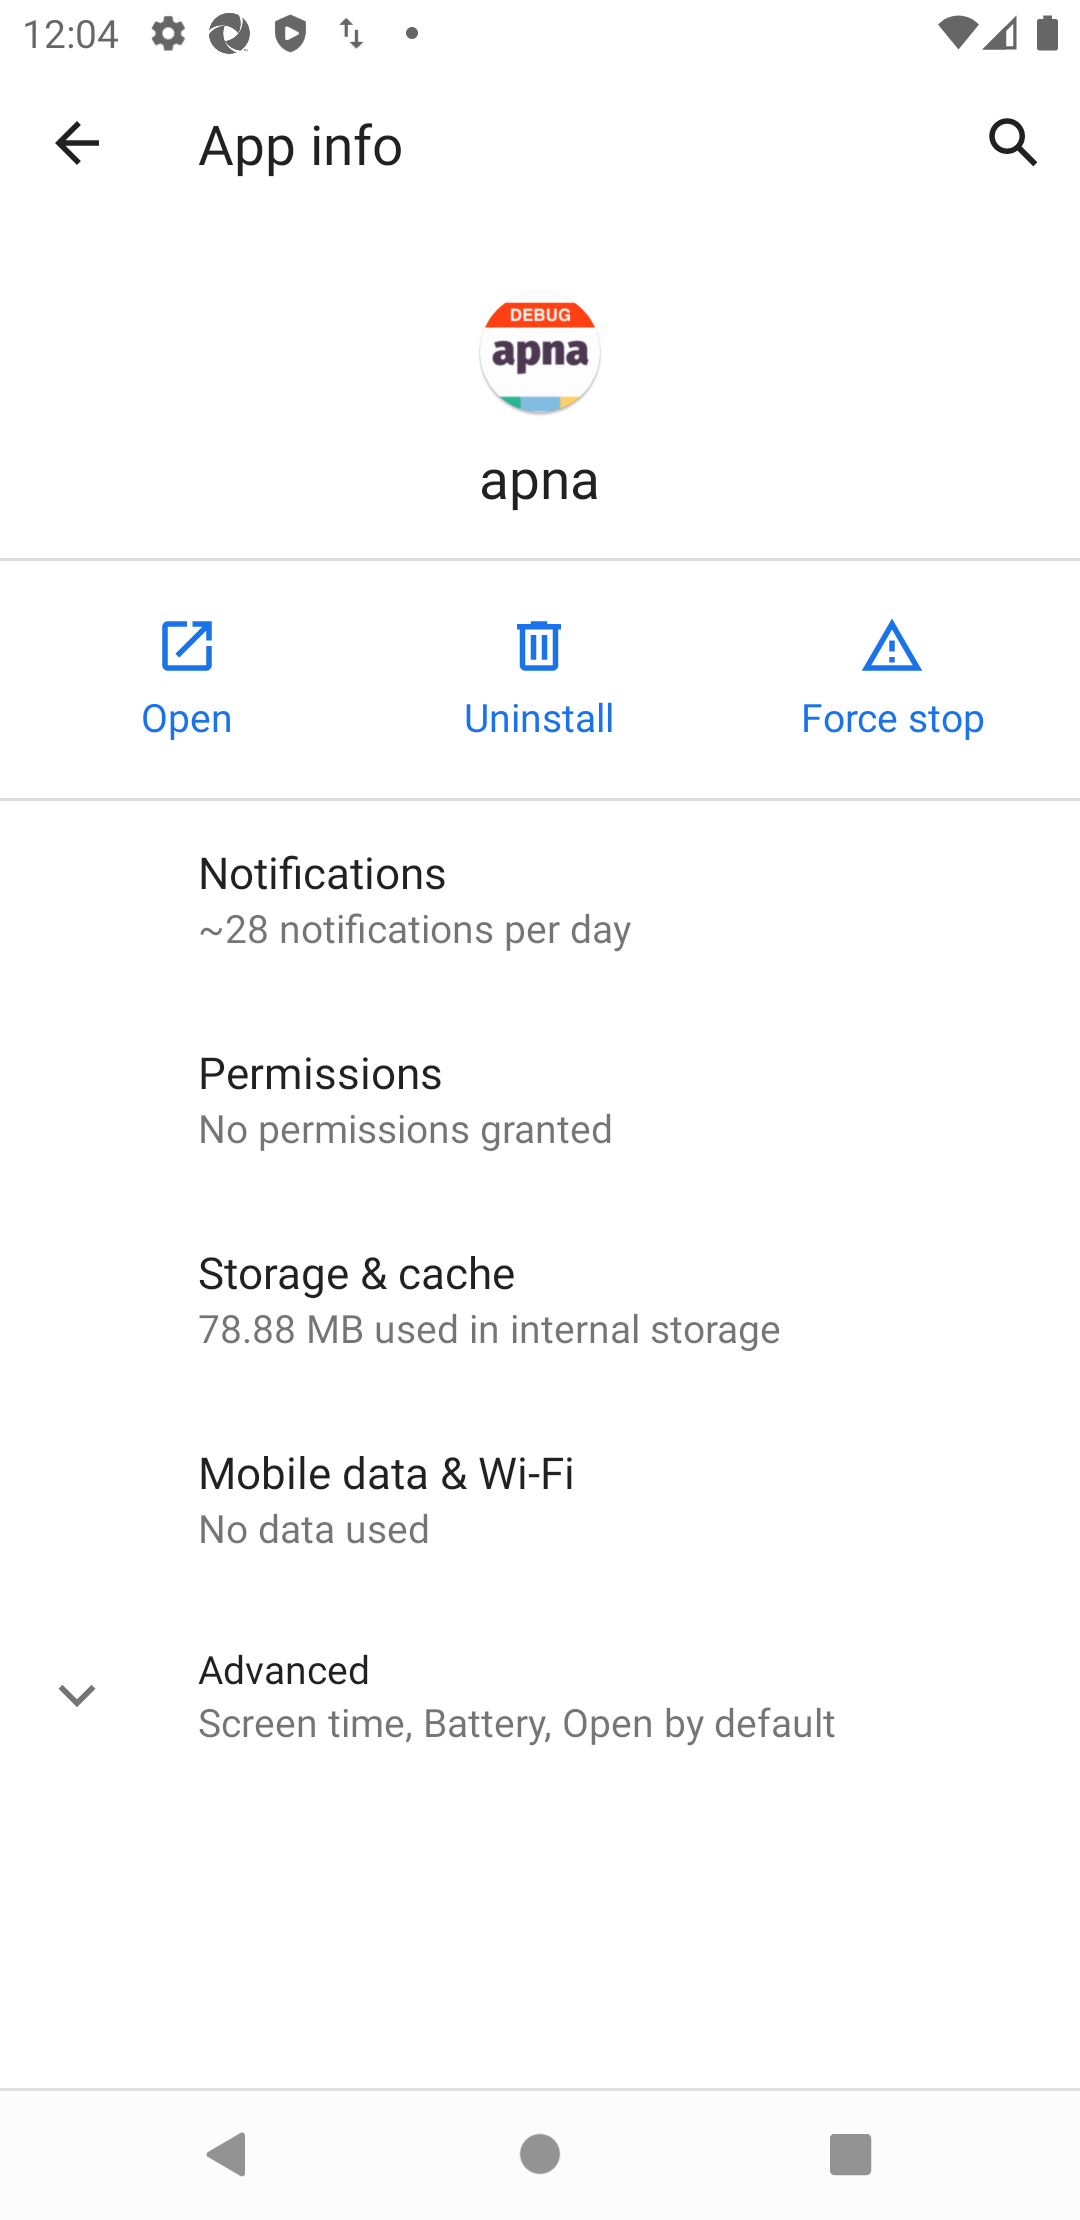 12:04
App info
DEBUG
apna
apna
Open
Uninstall
Force stop
Notifications
~28 notifications per day
Permissions
No permissions granted
Storage & cache
78.88 MB used in internal storage
Mobile data & Wi-Fi
No data used
Advanced
Screen time, Battery, Open by default